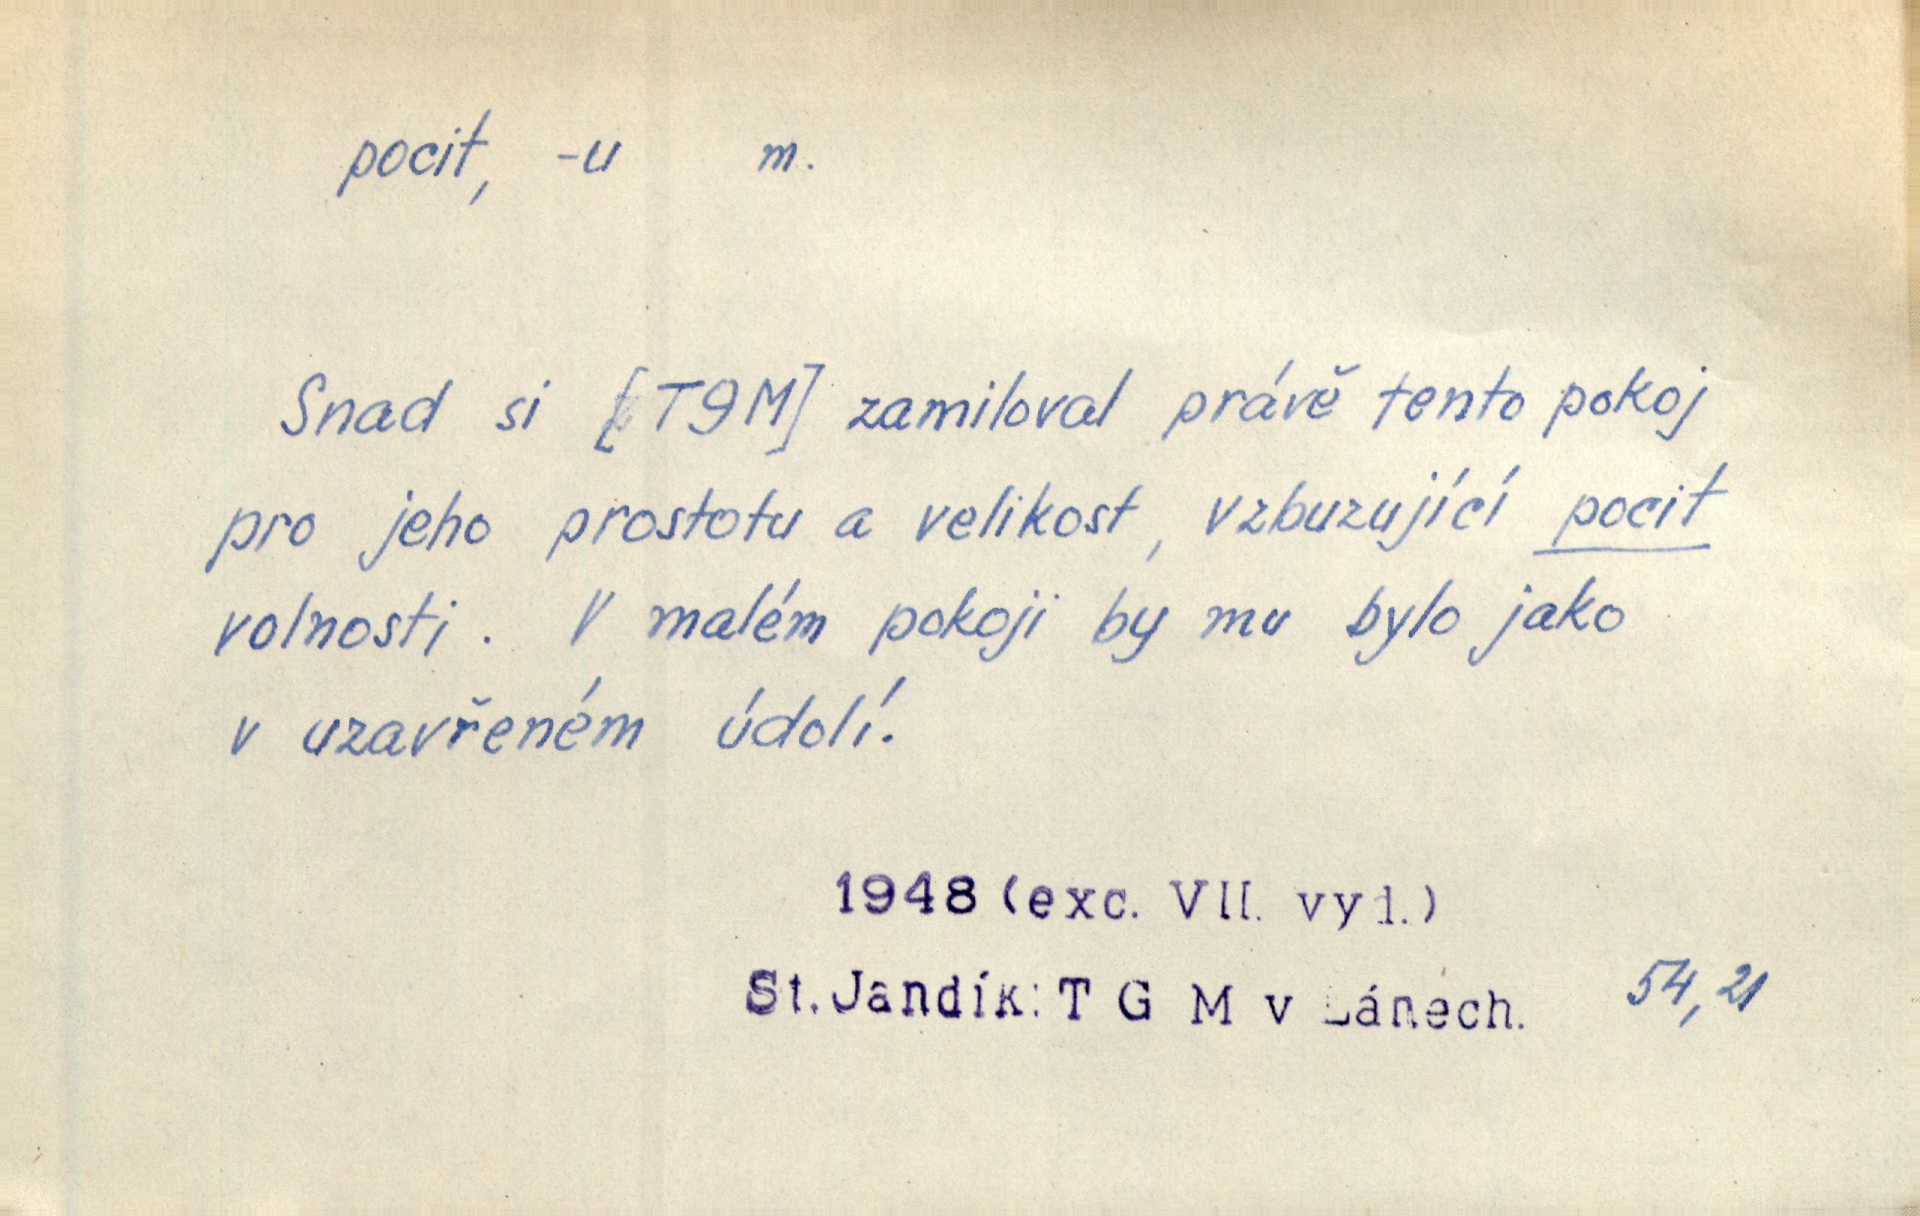 pocit, -u m.
Snad si [TGM] zamiloval právě tento pokoj
pro jeho prostotu a velikost, vzbuzující pocit
volnosti. V malém pokoji by mu bylo jako
v uzavřeném údolí.
1948 (exc. VII. vyd.)
St. Jandík: T G M v Lánech. 54,21